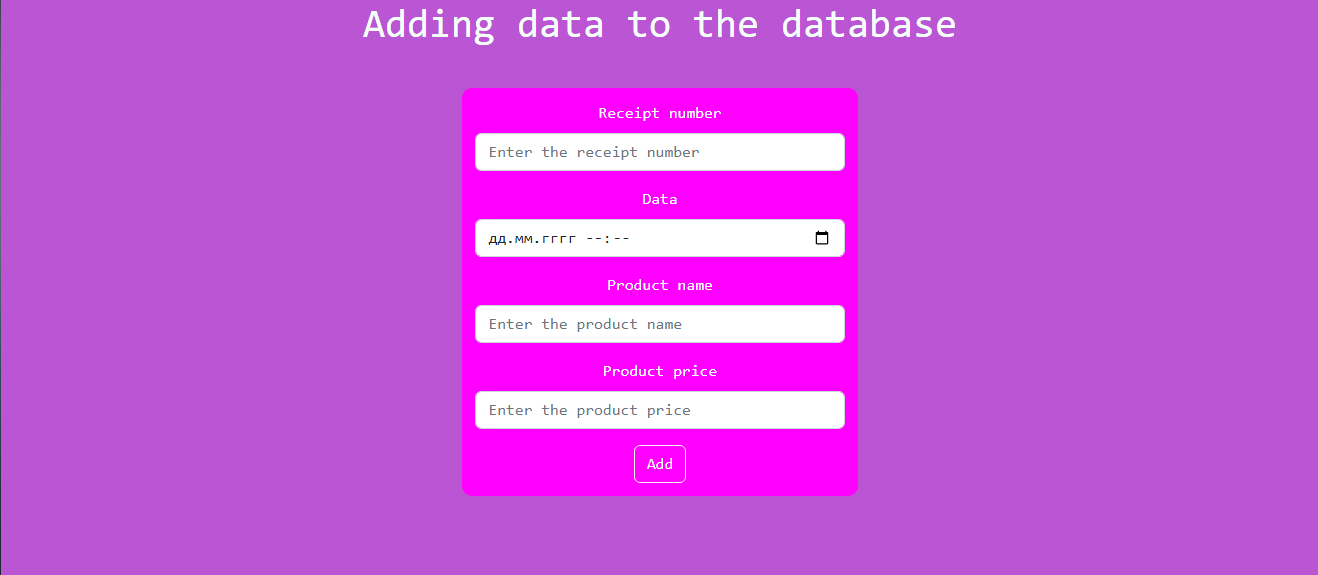 Adding data to the database
Receipt number
Enter the receipt number
Data
дд.мм.гггг --:--
Product name
Enter the product name
Product price
Enter the product price
Add